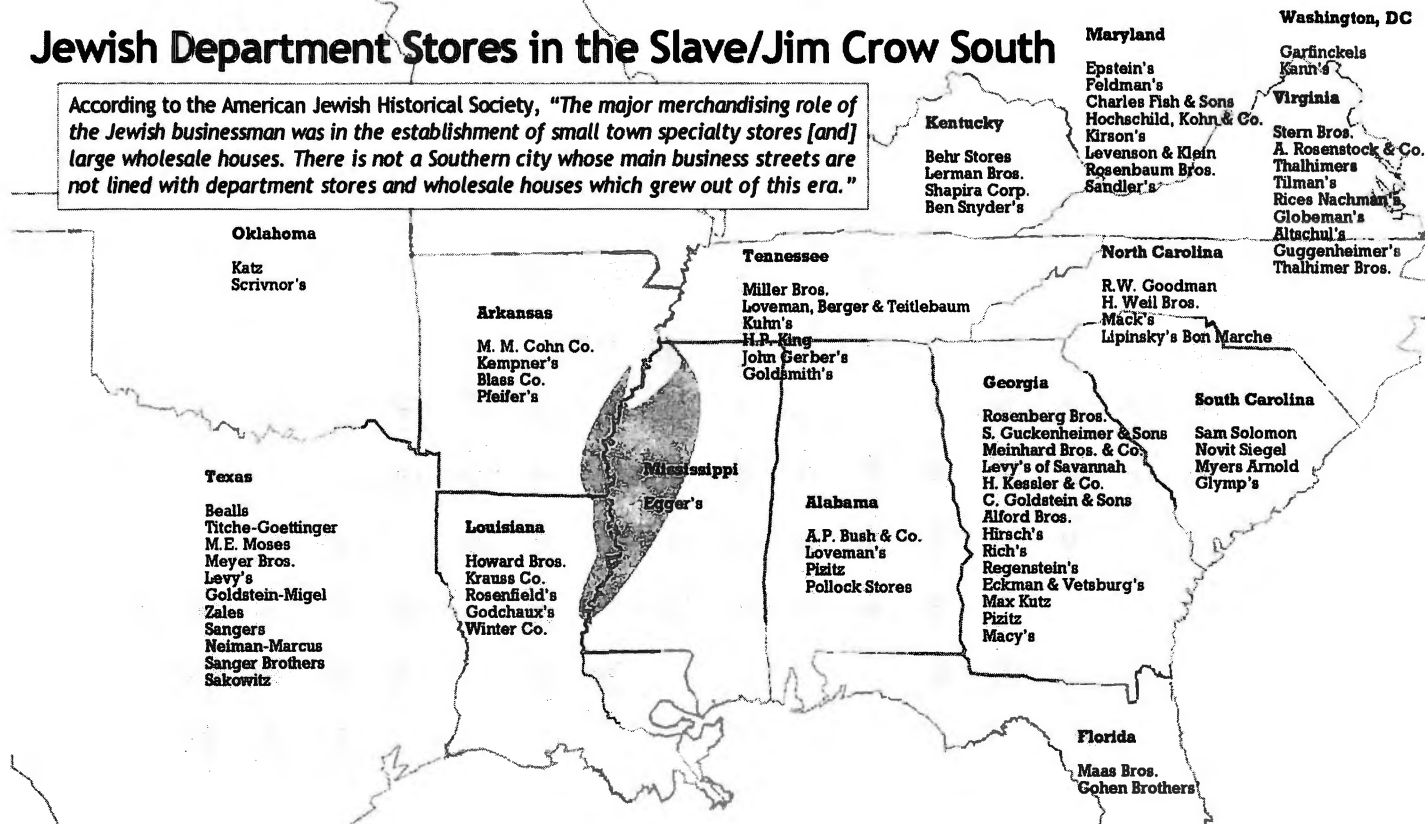 Jewish Department Stores in the Slave/Jim Crow South
According to the American Jewish Historical Society, "The major merchandising role of
the Jewish businessman was in the establishment of small town specialty stores [and]
large wholesale houses. There is not a Southern city whose main business streets are
not lined with department stores and wholesale houses which grew out of this era."
Oklahoma
Katz
Scrivnor's
Texas
Bealls
Titche-Goettinger
M.E. Moses
Meyer Bros.
Levy's
Goldstein-Migel
Zales
Sangers
Neiman-Marcus
Sanger Brothers
Sakowitz
Arkansas
M. M. Cohn Co.
Kempner's
Blass Co.
Pfeifer's
Louisiana
Howard Bros.
Krauss Co.
Rosenfield's
Godchaux's
Winter Co.
Mississippi
Egger's
Tennessee
Miller Bros.
Loveman, Berger & Teitlebaum
Kuhn's
H.P. King
John Gerber's
Goldsmith's
Alabama
A.P. Bush & Co.
Loveman's
Pizitz
Pollock Stores
Kentucky
Behr Stores
Lerman Bros.
Shapira Corp.
Ben Snyder's
Georgia
Rosenberg Bros.
S. Guckenheimer & Sons
Meinhard Bros. & Co.
Levy's of Savannah
H. Kessler & Co.
C. Goldstein & Sons
Alford Bros.
Hirsch's
Rich's
Regenstein's
Eckman & Vetsburg's
Max Kutz
Pizitz
Macy's
Florida
Maas Bros.
Cohen Brothers
Maryland
Epstein's
Feldman's
Charles Fish & Sons
Hochschild, Kohn & Co.
Kirson's
Levenson & Klein
Rosenbaum Bros.
Sandler's
North Carolina
R.W. Goodman
H. Weil Bros.
Mack's
Lipinsky's Bon Marche
South Carolina
Sam Solomon
Novit Siegel
Myers Arnold
Glymp's
Washington, DC
Garfinckels
Kann's
Virginia
Stern Bros.
A. Rosenstock & Co.
Thalhimers
Tilman's
Rices Nachman's
Globeman's
Altschul's
Guggenheimer's
Thalhimer Bros.